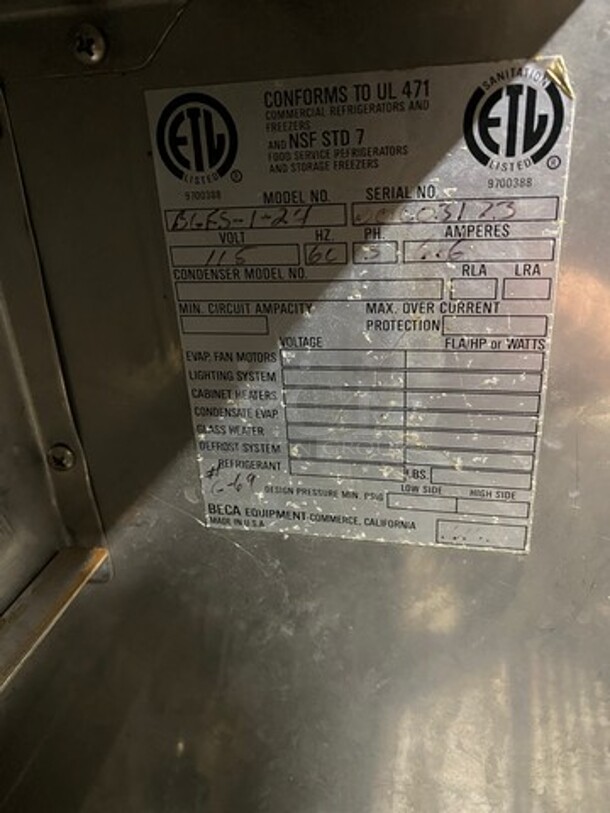 ETL
LISTED
9700388
CONFORMS TO UL 471
COMMERCIAL REFRIGERATORS AND
FREEZERS
AND NSF STD 7
FOOD SERVICE REFRIGERATORS
AND STORAGE FREEZERS
SANITATION
ETL
LISTED
9700388
MODEL NO. SERIAL NO.
VOLT HZ. PH. AMPERES
115 60
CONDENSER MODEL NO. RLA LRA
MIN. CIRCUIT AMPACITY MAX. OVER CURRENT
PROTECTION
VOLTAGE FLA/HP or WATTS
EVAP. FAN MOTORS
LIGHTING SYSTEM
CABINET HEATERS
CONDENSATE EVAP.
GLASS HEATER
DEFROST SYSTEM
REFRIGERANT LBS.
# 6-69
DESIGN PRESSURE MIN. PSIG LOW SIDE HIGH SIDE
BECA EQUIPMENT-COMMERCE, CALIFORNIA
MADE IN U.S.A